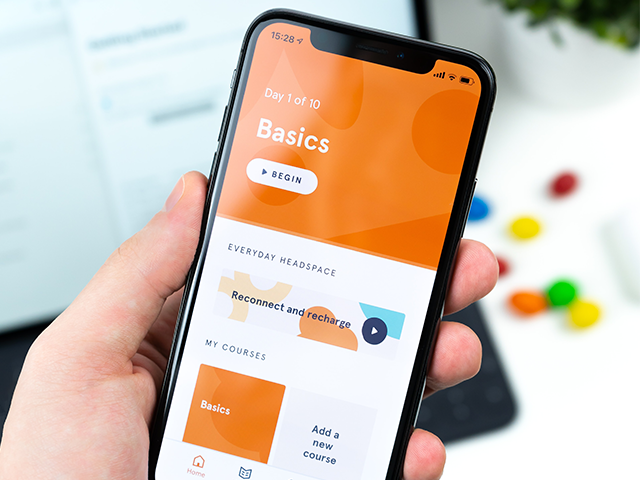 15:28
Day 1 of 10
Basics
BEGIN
EVERYDAY HEADSPACE
Reconnect and recharge
MY COURSES
Basics
Add a
new
course
Home